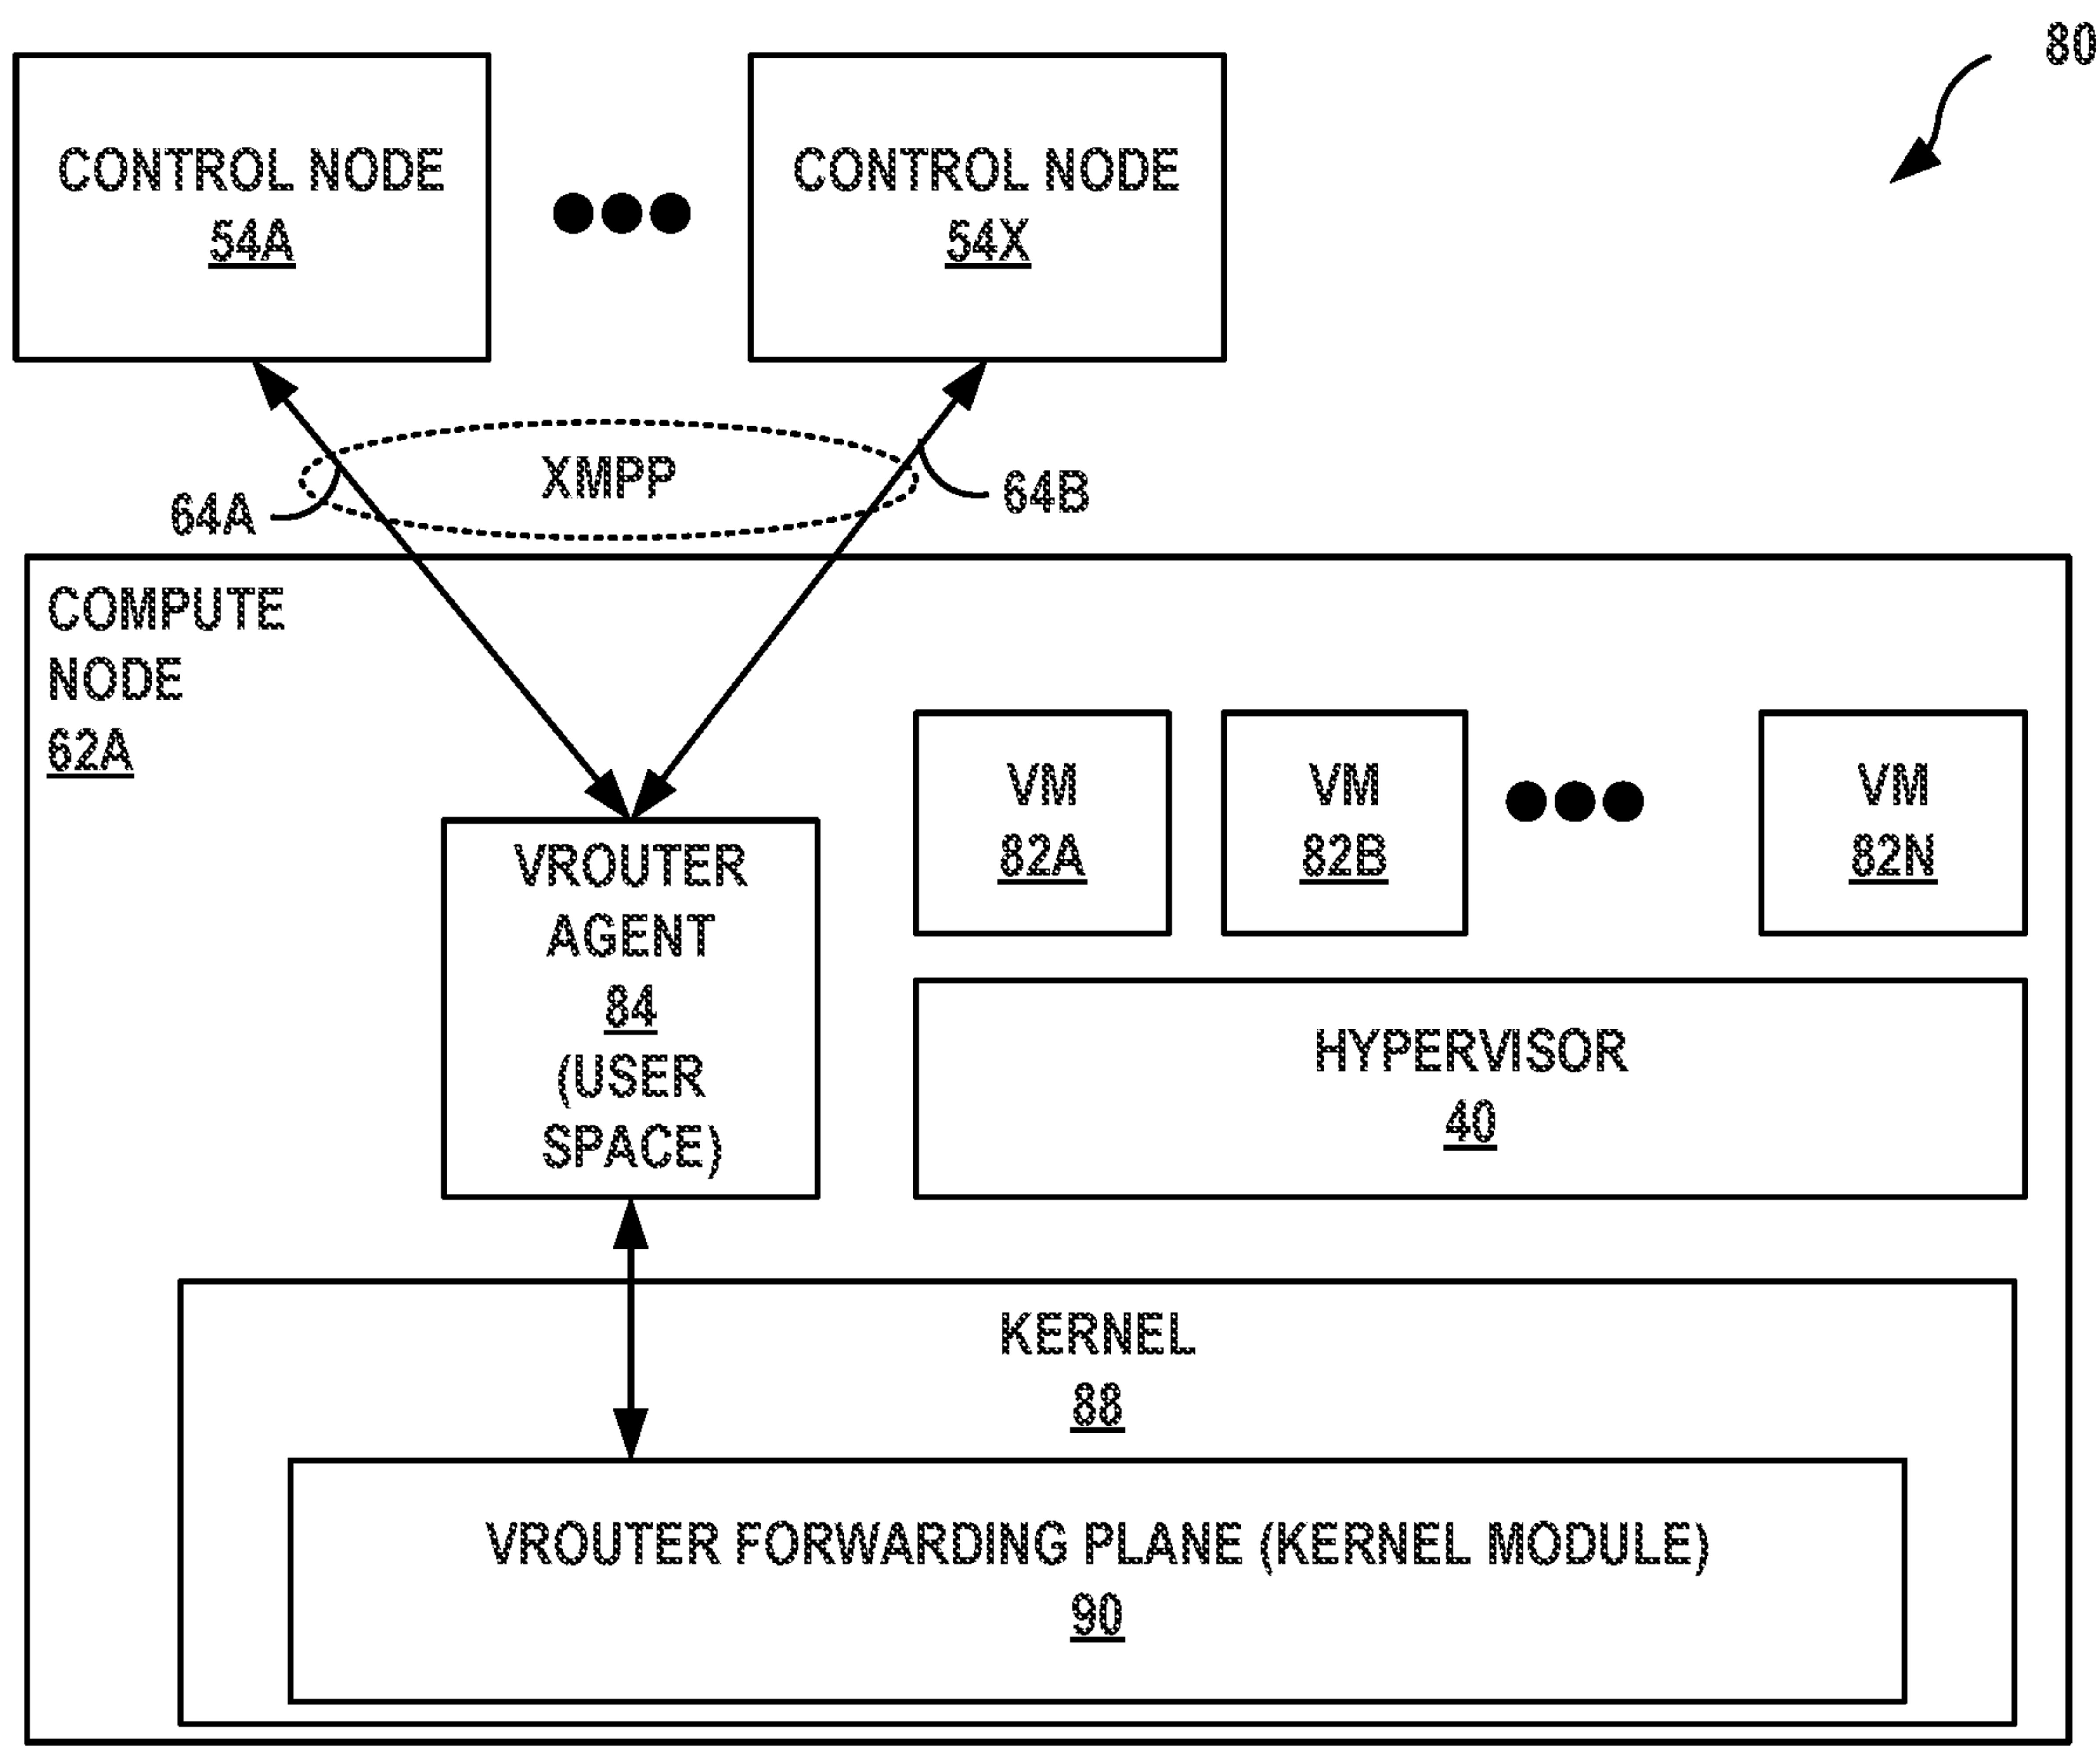 80
CONTROL NODE
54A
CONTROL NODE
54X
XMPP
64A
64B
COMPUTE
NODE
62A
VM
82A
VM
82B
VM
82N
VROUTER
AGENT
84
(USER
SPACE)
HYPERVISOR
40
KERNEL
88
VROUTER FORWARDING PLANE (KERNEL MODULE)
90